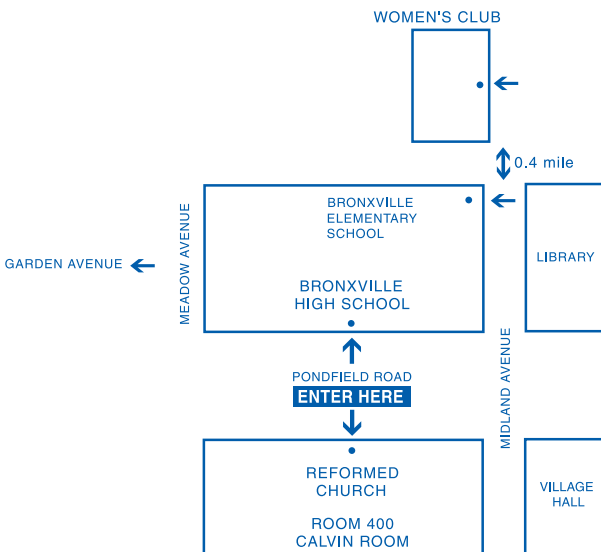 WOMEN'S CLUB
0.4 mile
BRONXVILLE
ELEMENTARY
SCHOOL
LIBRARY
MEADOW AVENUE
GARDEN AVENUE
BRONXVILLE
HIGH SCHOOL
PONDFIELD ROAD
ENTER HERE
MIDLAND AVENUE
REFORMED
CHURCH
ROOM 400
CALVIN ROOM
VILLAGE
HALL